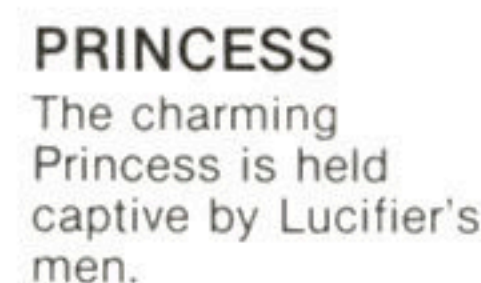 PRINCESS
The charming
Princess is held
captive by Lucifier's
men.